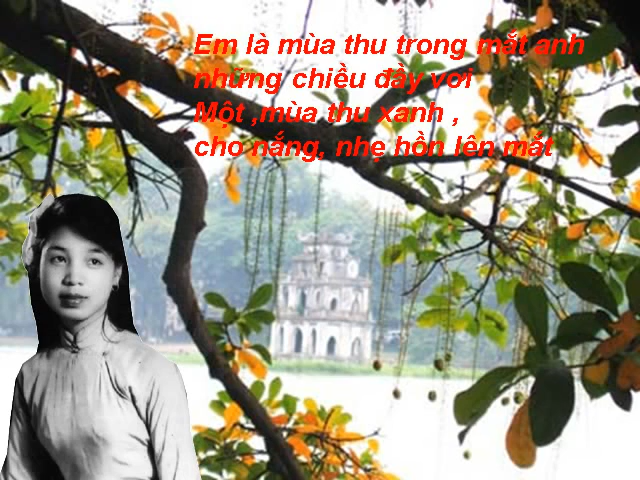 Em là mùa thu trong mắt anh
những chiều đầy vơi
Một ,mùa thu xanh ,
cho nắng, nhẹ hồn lên mắt